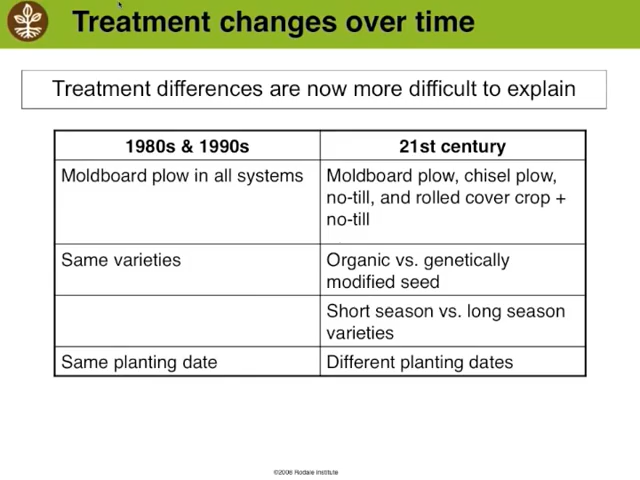 Treatment changes over time
Treatment differences are now more difficult to explain
1980s & 1990s
21st century
Moldboard plow in all systems
Moldboard plow, chisel plow,
no-till, and rolled cover crop +
no-till
Same varieties
Organic vs. genetically
modified seed
Short season vs. long season
varieties
Same planting date
Different planting dates
©2008 Rodale Institute